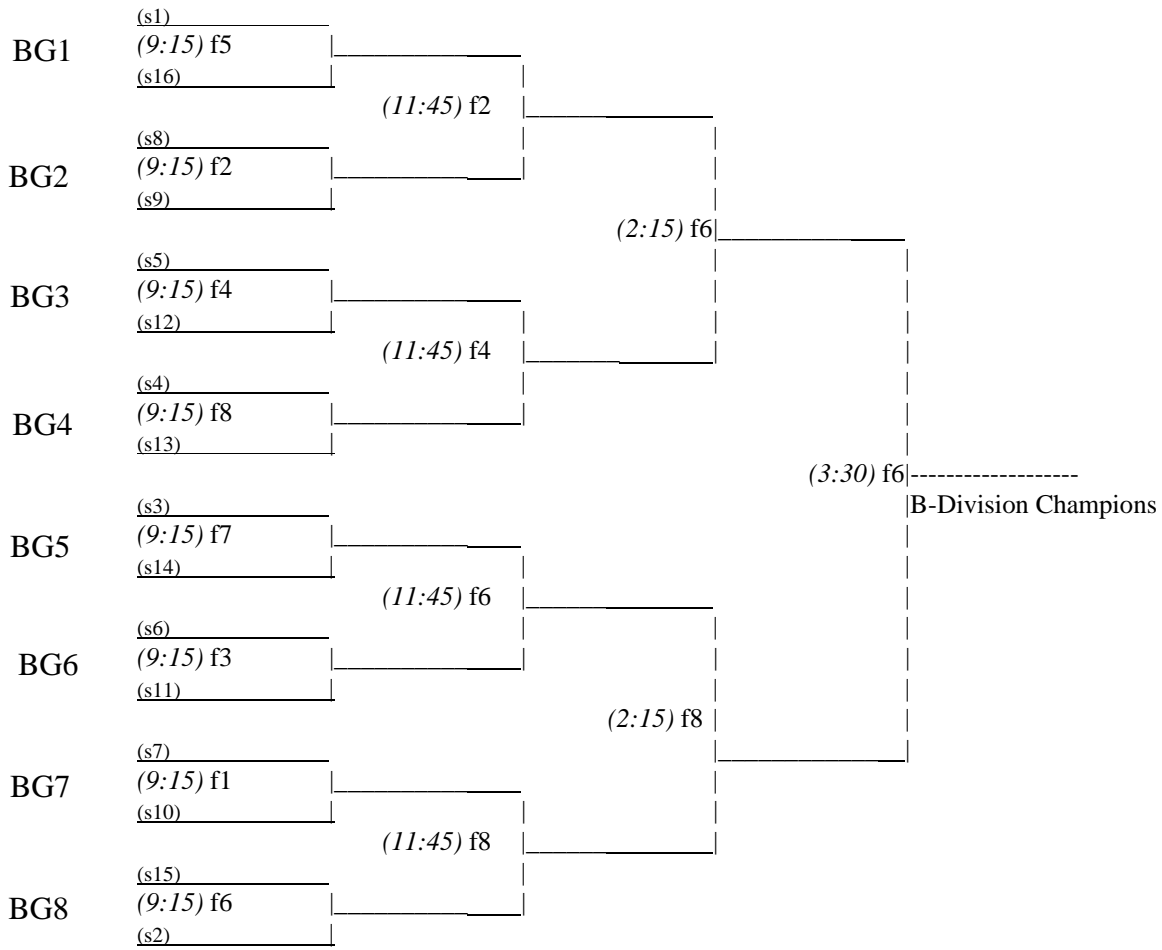 (s1)
BG1 (9:15) f5
(s16)
(11:45) f2
(s8)
BG2 (9:15) f2
(s9)
(2:15) f6
(s5)
BG3 (9:15) f4
(s12)
(11:45) f4
(s4)
BG4 (9:15) f8
(s13)
(3:30) f6
B-Division Champions
(s3)
BG5 (9:15) f7
(s14)
(11:45) f6
(s6)
BG6 (9:15) f3
(s11)
(2:15) f8
(s7)
BG7 (9:15) f1
(s10)
(11:45) f8
(s15)
BG8 (9:15) f6
(s2)